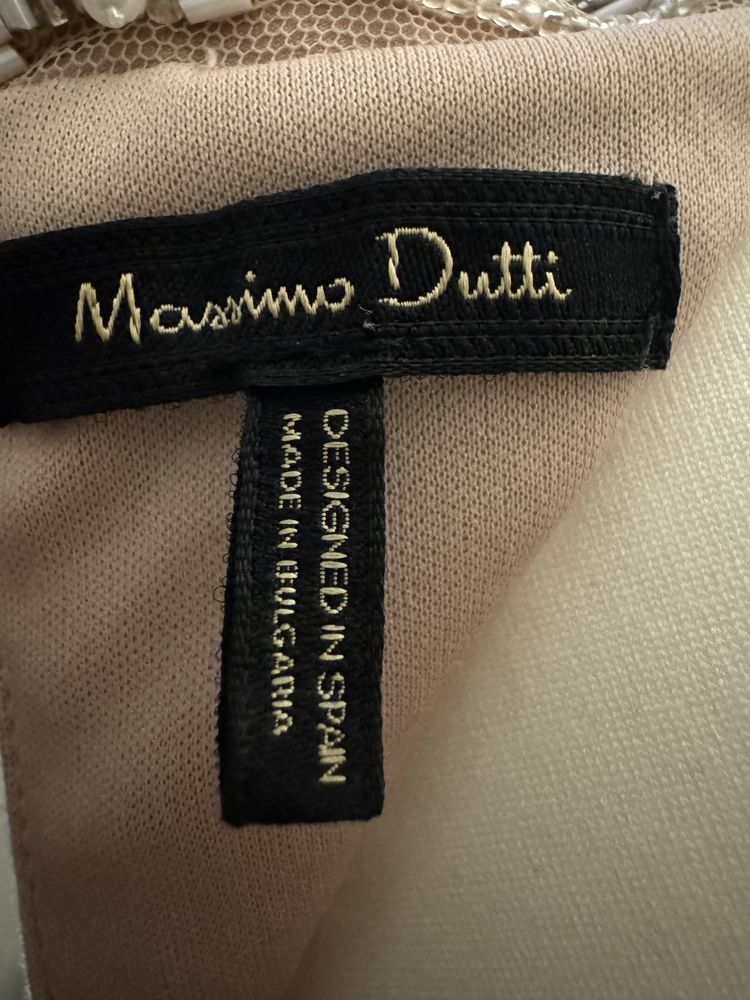 Massimo Dutti
DESIGNED IN SPAIN
MADE IN BULGARIA